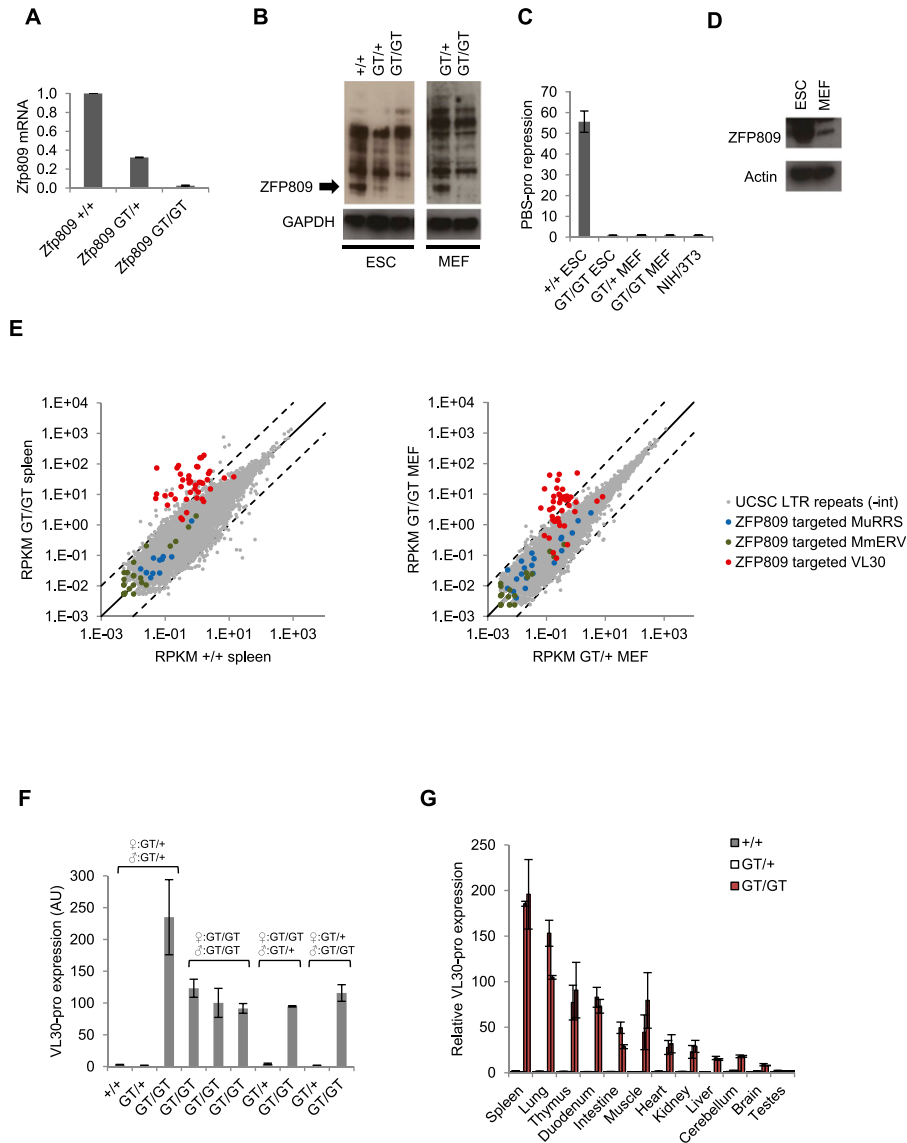 A
Zfp809 mRNA
1.0
0.8
0.6
0.4
0.2
0.0
Zfp809 +/+
Zfp809 GT/+
Zfp809 GT/GT
B
+/+
GT/+
GT/GT
GT/+
GT/GT
ZFP809
GAPDH
ESC
MEF
C
PBS-pro repression
70
60
50
40
30
20
10
0
+/+ ESC
GT/GT ESC
GT/+ MEF
GT/GT MEF
NIH/3T3
D
ESC
MEF
ZFP809
Actin
E
RPKM GT/GT spleen
1.E+04
1.E+03
1.E+02
1.E+01
1.E+00
1.E-01
1.E-02
1.E-03
1.E-03
1.E-01
1.E+01
1.E+03
RPKM +/+ spleen
RPKM GT/GT MEF
1.E+04
1.E+03
1.E+02
1.E+01
1.E+00
1.E-01
1.E-02
1.E-03
1.E-03
1.E-01
1.E+01
1.E+03
RPKM GT/+ MEF
UCSC LTR repeats (-int)
ZFP809 targeted MuRRS
ZFP809 targeted MmERV
ZFP809 targeted VL30
F
VL30-pro expression (AU)
300
250
200
150
100
50
0
♀:GT/+
♂:GT/+
♀:GT/GT
♂:GT/GT
♀:GT/GT
♂:GT/+
♀:GT/+
♂:GT/GT
+/+
GT/+
GT/GT
GT/GT
GT/GT
GT/GT
GT/+
GT/GT
GT/+
GT/GT
G
Relative VL30-pro expression
250
200
150
100
50
0
+/+
GT/+
GT/GT
Spleen
Lung
Thymus
Duodenum
Intestine
Muscle
Heart
Kidney
Liver
Cerebellum
Brain
Testes